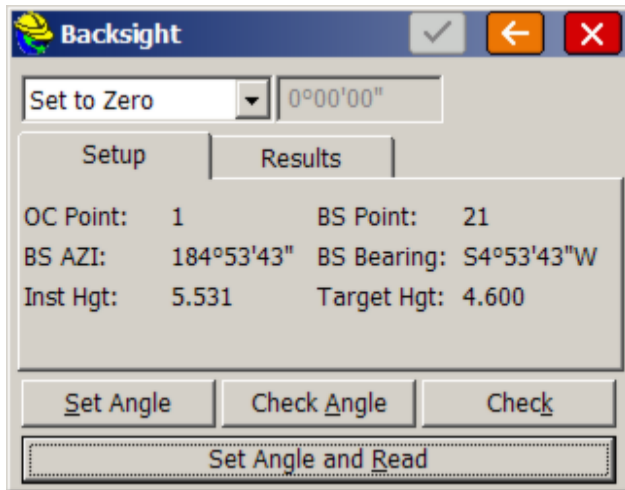 Backsight
Set to Zero 0°00'00"
Setup Results
OC Point: 1 BS Point: 21
BS AZI: 184°53'43" BS Bearing: S4°53'43"W
Inst Hgt: 5.531 Target Hgt: 4.600
Set Angle Check Angle Check
Set Angle and Read